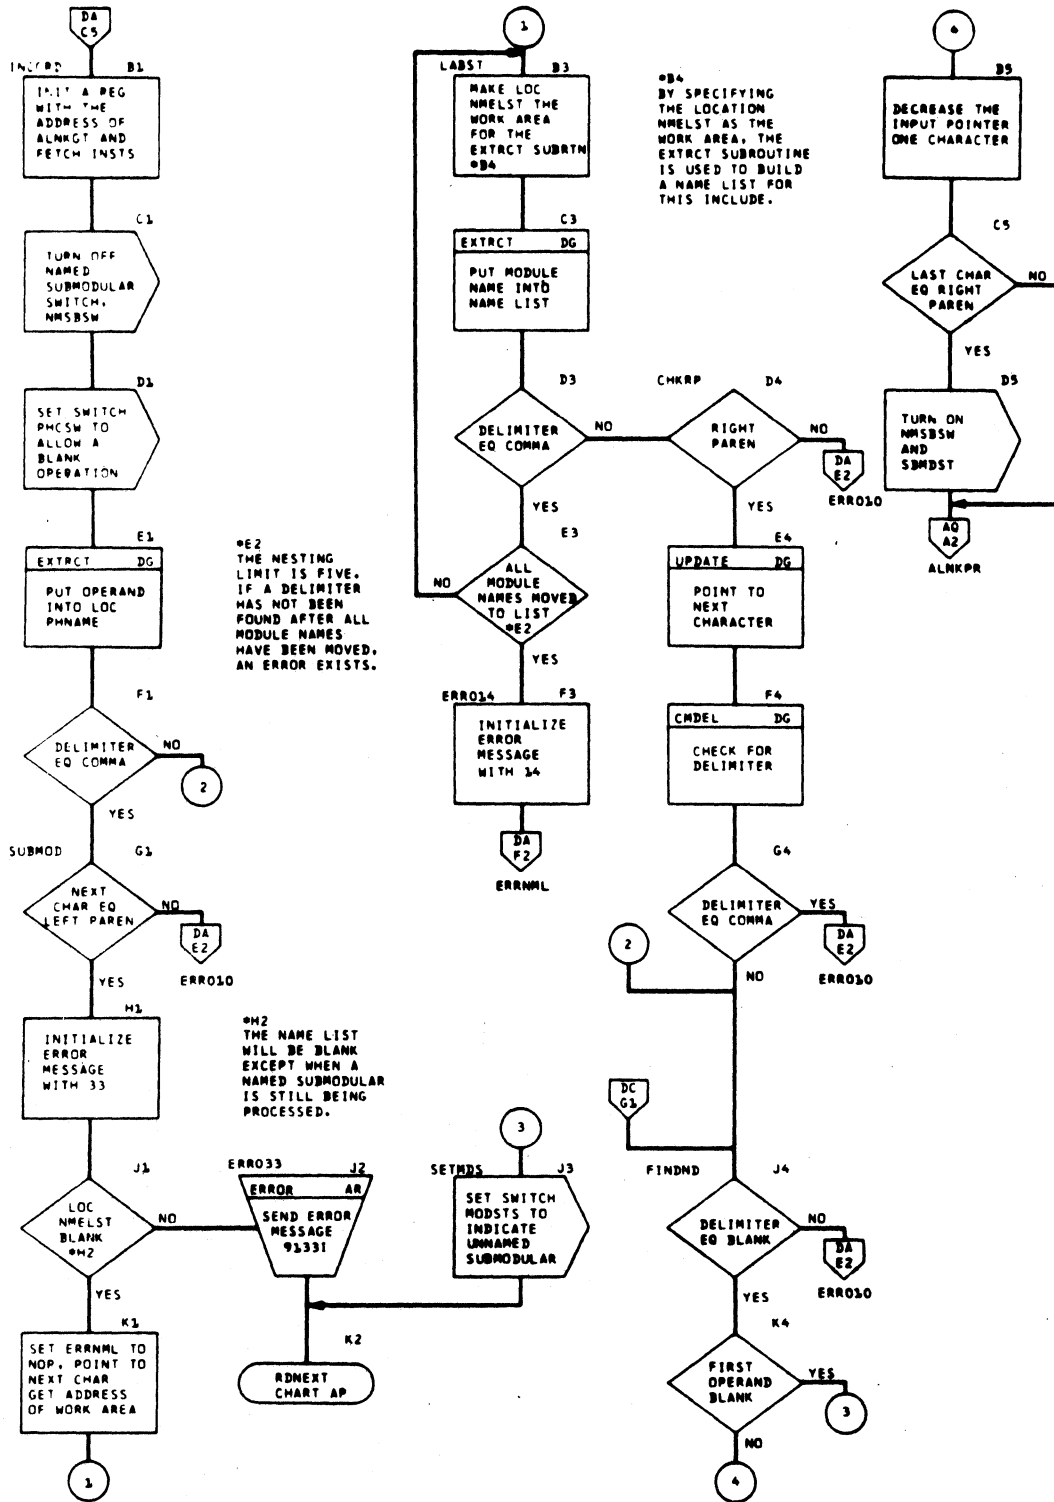 DA
C5
INCCRD B1
INIT A REG
WITH THE
ADDRESS OF
ALNKGT AND
FETCH INSTS
C1
TURN OFF
NAMED
SUBMODULAR
SWITCH,
NMSBSW
D1
SET SWITCH
PHCSW TO
ALLOW A
BLANK
OPERATION
E1
EXTRCT DG
PUT OPERAND
INTO LOC
PHNAME
F1
DELIMITER
EQ COMMA
NO
2
YES
SUBMOD G1
NEXT
CHAR EQ
LEFT PAREN
NO
DA
E2
ERR010
YES
H1
INITIALIZE
ERROR
MESSAGE
WITH 33
J1
LOC
NMELST
BLANK
*H2
NO
YES
K1
SET ERRNML TO
NOP, POINT TO
NEXT CHAR
GET ADDRESS
OF WORK AREA
1
*E2
THE NESTING
LIMIT IS FIVE.
IF A DELIMITER
HAS NOT BEEN
FOUND AFTER ALL
MODULE NAMES
HAVE BEEN MOVED,
AN ERROR EXISTS.
*H2
THE NAME LIST
WILL BE BLANK
EXCEPT WHEN A
NAMED SUBMODULAR
IS STILL BEING
PROCESSED.
ERR033 J2
ERROR AR
SEND ERROR
MESSAGE
9133I
K2
RDNEXT
CHART AP
1
LABST B3
MAKE LOC
NMELST THE
WORK AREA
FOR THE
EXTRCT SUBRTN
*B4
C3
EXTRCT DG
PUT MODULE
NAME INTO
NAME LIST
D3
DELIMITER
EQ COMMA
NO
YES
E3
ALL
MODULE
NAMES MOVED
TO LIST
*E2
NO
YES
ERR014 F3
INITIALIZE
ERROR
MESSAGE
WITH 14
DA
F2
ERRNML
3
SETMDS J3
SET SWITCH
MODSTS TO
INDICATE
UNNAMED
SUBMODULAR
*B4
BY SPECIFYING
THE LOCATION
NMELST AS THE
WORK AREA, THE
EXTRCT SUBROUTINE
IS USED TO BUILD
A NAME LIST FOR
THIS INCLUDE.
CHKRP D4
RIGHT
PAREN
NO
DA
E2
ERR010
YES
E4
UPDATE DG
POINT TO
NEXT
CHARACTER
F4
CMDEL DG
CHECK FOR
DELIMITER
G4
DELIMITER
EQ COMMA
YES
DA
E2
ERR010
NO
2
DC
G1
FINDND J4
DELIMITER
EQ BLANK
NO
DA
E2
ERR010
YES
K4
FIRST
OPERAND
BLANK
YES
3
NO
4
4
B5
DECREASE THE
INPUT POINTER
ONE CHARACTER
C5
LAST CHAR
EQ RIGHT
PAREN
NO
YES
D5
TURN ON
NMSBSW
AND
SBMDST
AQ
A2
ALNKPR